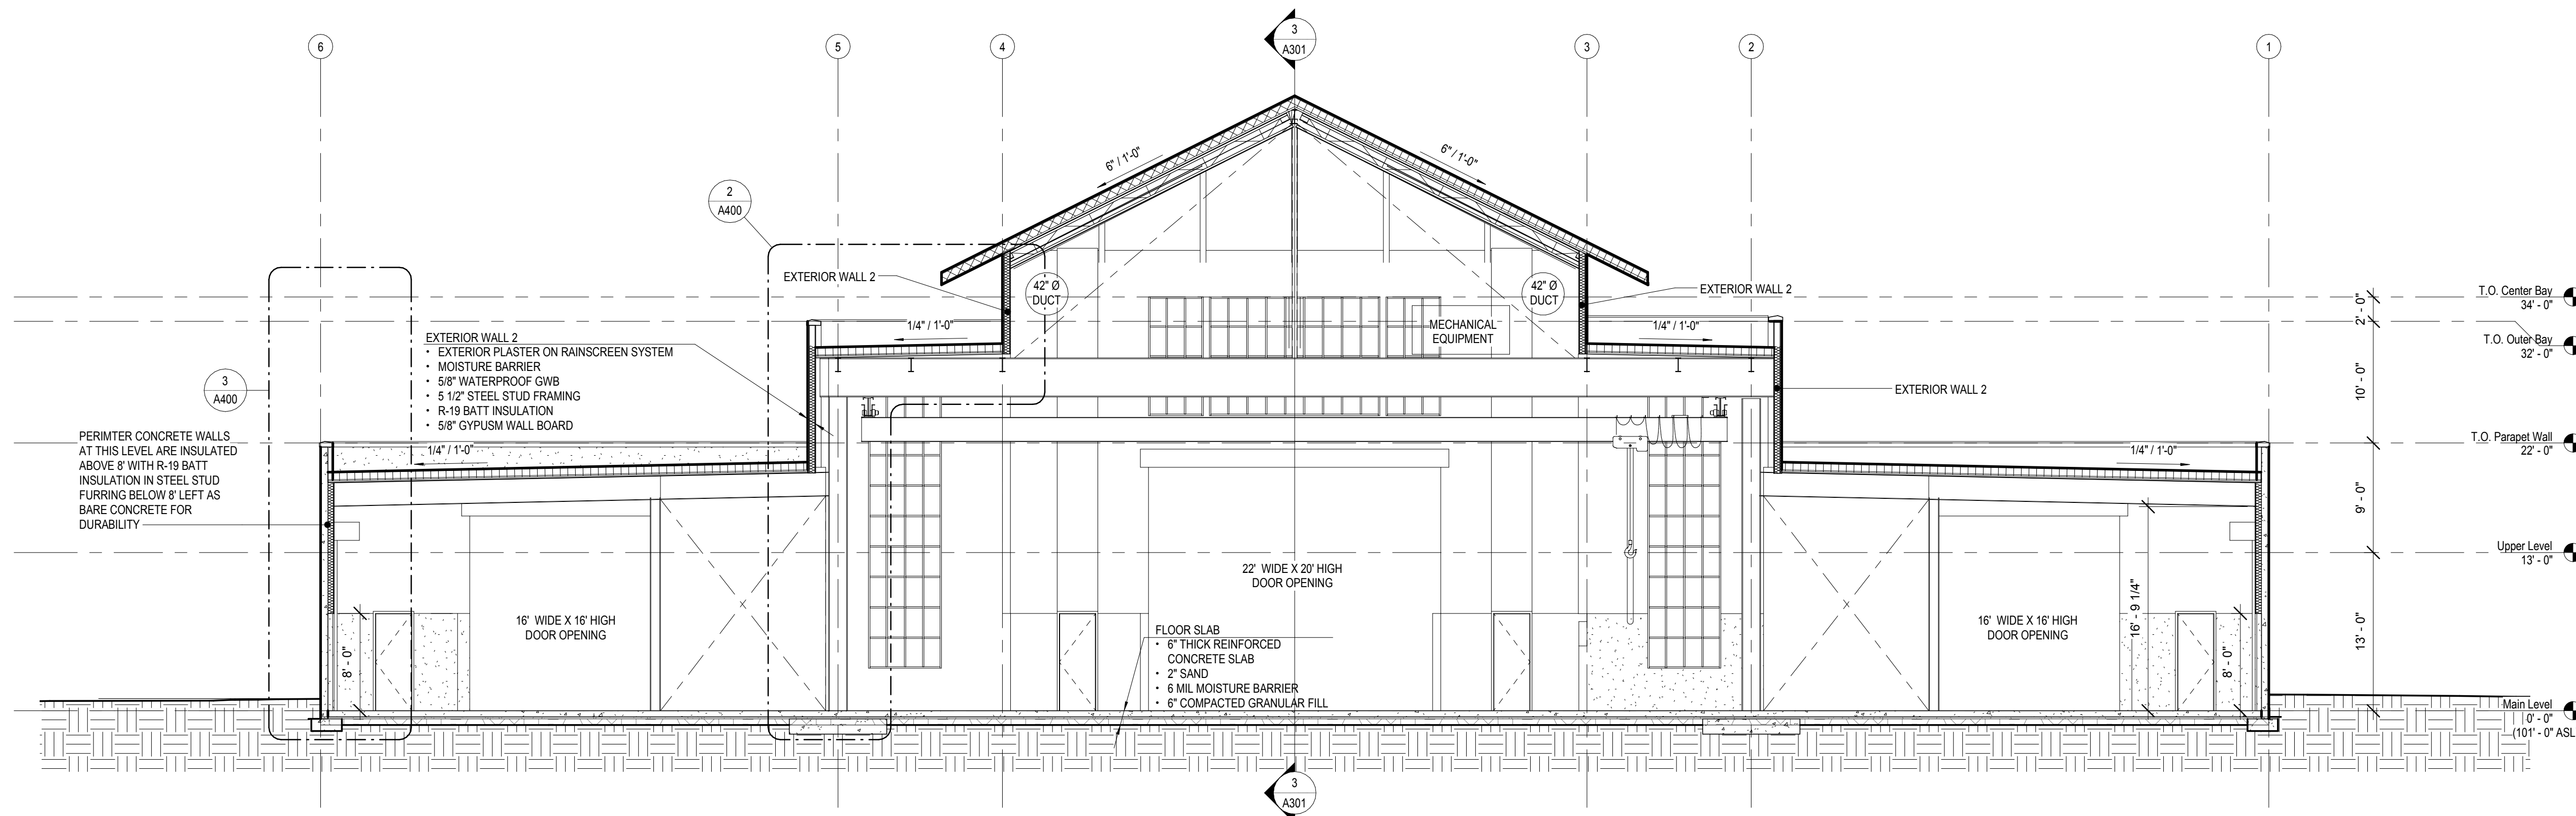 6
5
4
3
A301
3
2
1
6" / 1'-0"
6" / 1'-0"
2
A400
EXTERIOR WALL 2
42" Ø
DUCT
42" Ø
DUCT
EXTERIOR WALL 2
MECHANICAL
EQUIPMENT
1/4" / 1'-0"
1/4" / 1'-0"
T.O. Center Bay
34' - 0"
2' - 0"
T.O. Outer Bay
32' - 0"
EXTERIOR WALL 2
• EXTERIOR PLASTER ON RAINSCREEN SYSTEM
• MOISTURE BARRIER
• 5/8" WATERPROOF GWB
• 5 1/2" STEEL STUD FRAMING
• R-19 BATT INSULATION
• 5/8" GYPUSM WALL BOARD
3
A400
EXTERIOR WALL 2
10' - 0"
PERIMTER CONCRETE WALLS
AT THIS LEVEL ARE INSULATED
ABOVE 8' WITH R-19 BATT
INSULATION IN STEEL STUD
FURRING BELOW 8' LEFT AS
BARE CONCRETE FOR
DURABILITY
1/4" / 1'-0"
1/4" / 1'-0"
T.O. Parapet Wall
22' - 0"
9' - 0"
Upper Level
13' - 0"
22' WIDE X 20' HIGH
DOOR OPENING
16' WIDE X 16' HIGH
DOOR OPENING
16' WIDE X 16' HIGH
DOOR OPENING
16' - 9 1/4"
13' - 0"
8' - 0"
8' - 0"
FLOOR SLAB
• 6" THICK REINFORCED
CONCRETE SLAB
• 2" SAND
• 6 MIL MOISTURE BARRIER
• 6" COMPACTED GRANULAR FILL
Main Level
0' - 0"
(101' - 0" ASL
3
A301